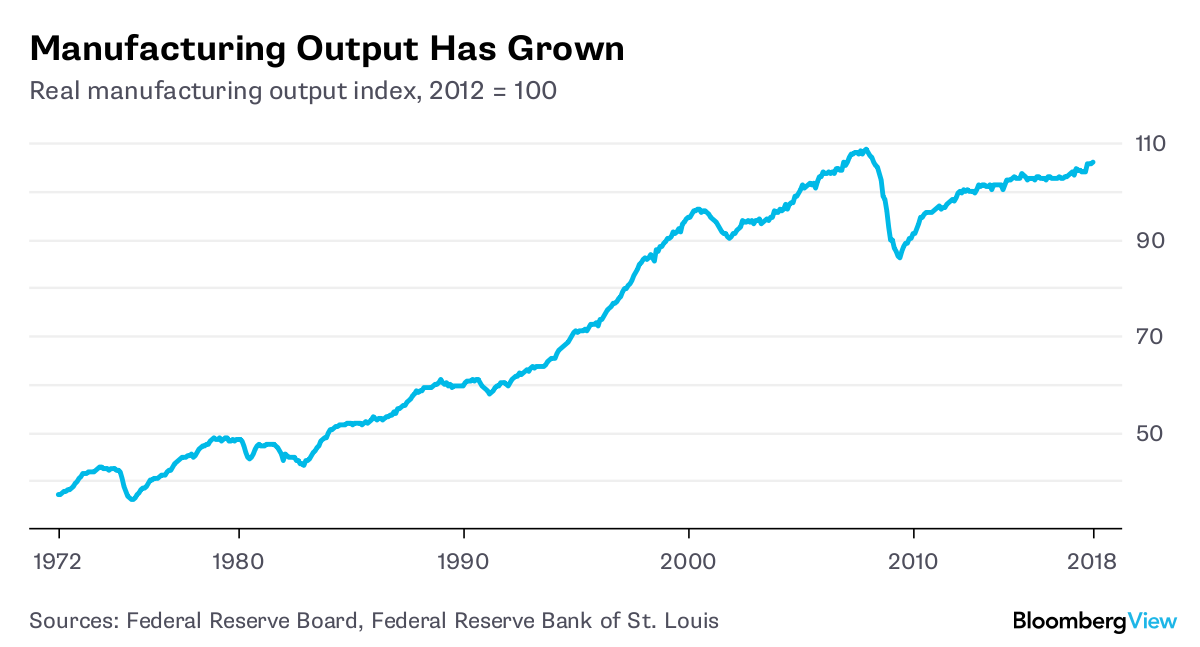 Manufacturing Output Has Grown
Real manufacturing output index, 2012 = 100
110
90
70
50
1972 1980 1990 2000 2010 2018
Sources: Federal Reserve Board, Federal Reserve Bank of St. Louis
BloombergView